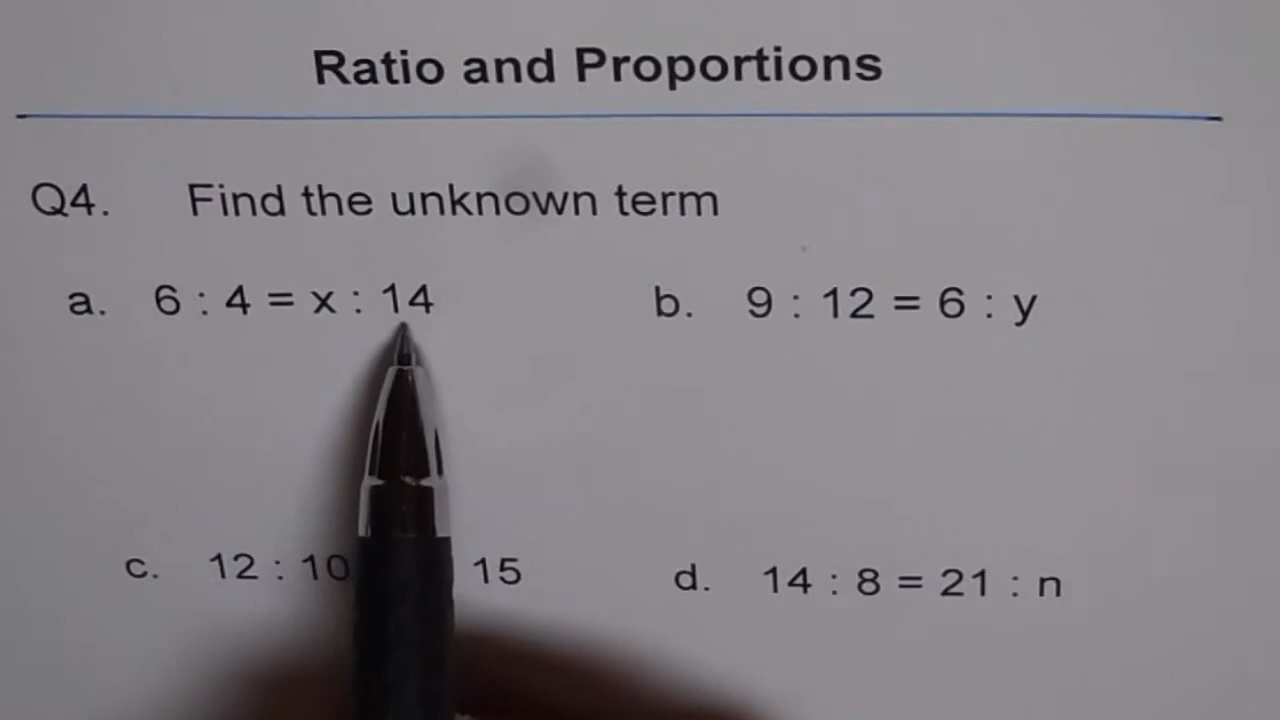 Ratio and Proportions
Q4. Find the unknown term
a. 6 : 4 = x : 14
b. 9 : 12 = 6 : y
c. 12 : 10 15
d. 14 : 8 = 21 : n